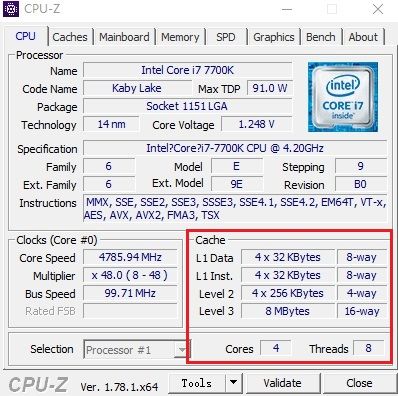 CPU-Z
CPU Caches Mainboard Memory SPD Graphics Bench About
Processor
Name Intel Core i7 7700K
Code Name Kaby Lake Max TDP 91.0 W
Package Socket 1151 LGA
Technology 14 nm Core Voltage 1.248 V
intel
CORE i7
inside™
Specification Intel?Core?i7-7700K CPU @ 4.20GHz
Family 6 Model E Stepping 9
Ext. Family 6 Ext. Model 9E Revision B0
Instructions MMX, SSE, SSE2, SSE3, SSSE3, SSE4.1, SSE4.2, EM64T, VT-x,
AES, AVX, AVX2, FMA3, TSX
Clocks (Core #0)
Core Speed 4785.94 MHz
Multiplier x 48.0 ( 8 - 48 )
Bus Speed 99.71 MHz
Rated FSB
Cache
L1 Data 4 x 32 KBytes 8-way
L1 Inst. 4 x 32 KBytes 8-way
Level 2 4 x 256 KBytes 4-way
Level 3 8 MBytes 16-way
Selection Processor #1 Cores 4 Threads 8
CPU-Z Ver. 1.78.1.x64 Tools Validate Close